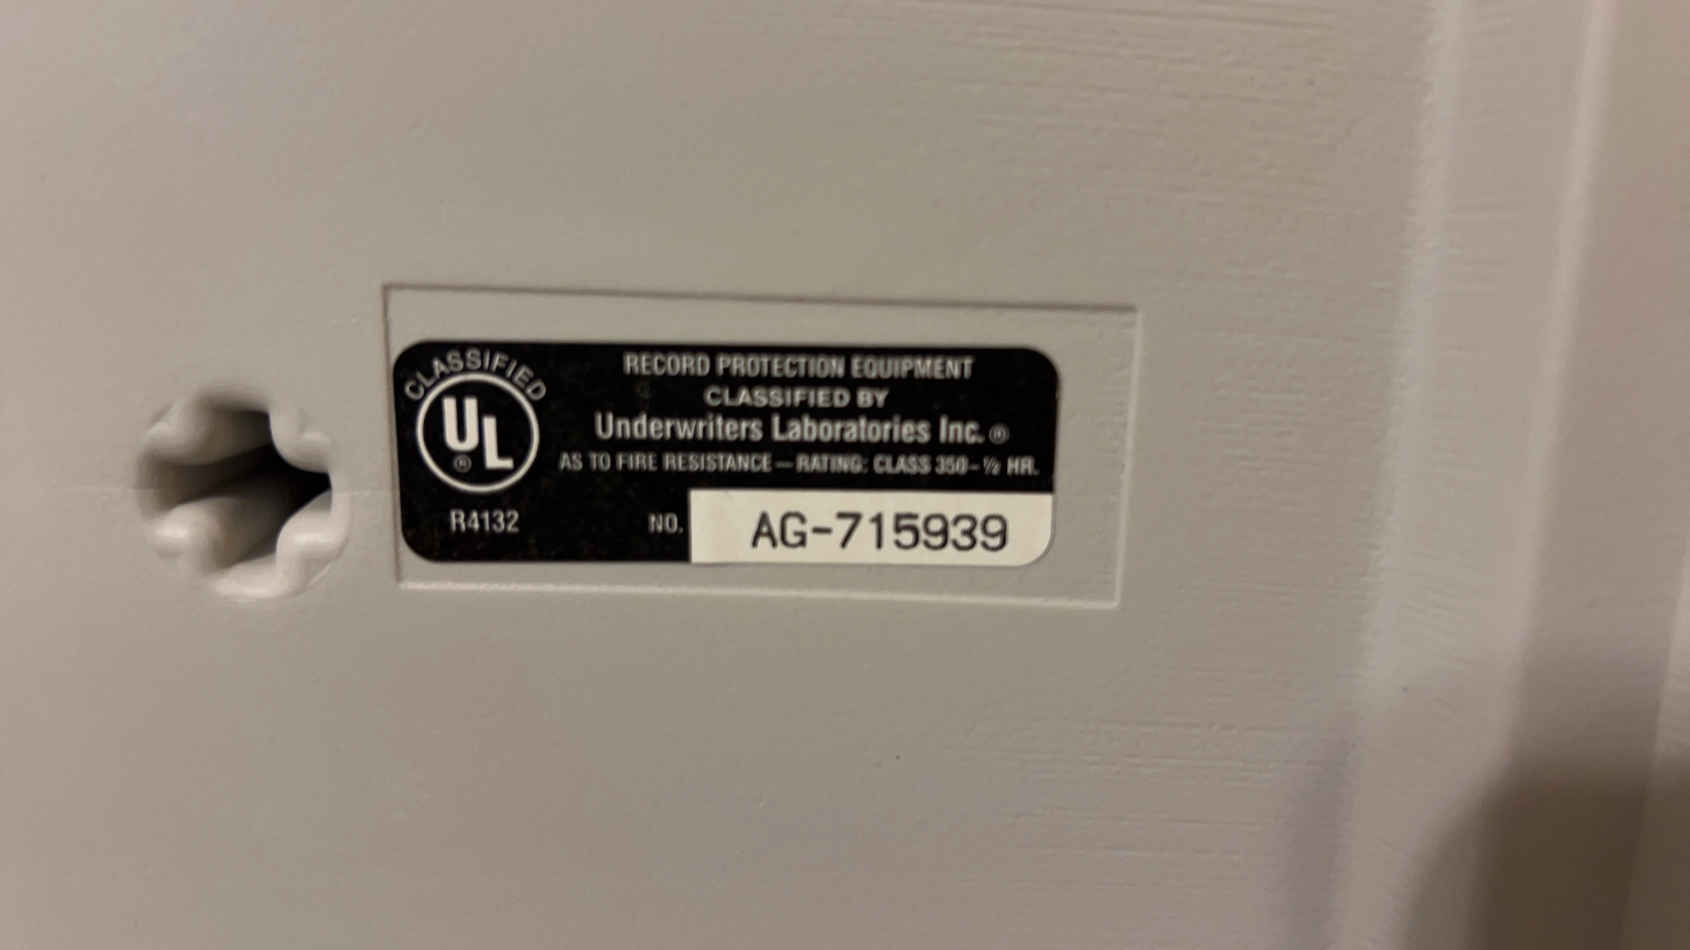 CLASSIFIED
UL
®
R4132
RECORD PROTECTION EQUIPMENT
CLASSIFIED BY
Underwriters Laboratories Inc. ®
AS TO FIRE RESISTANCE — RATING: CLASS 350 – ½ HR.
NO. AG-715939